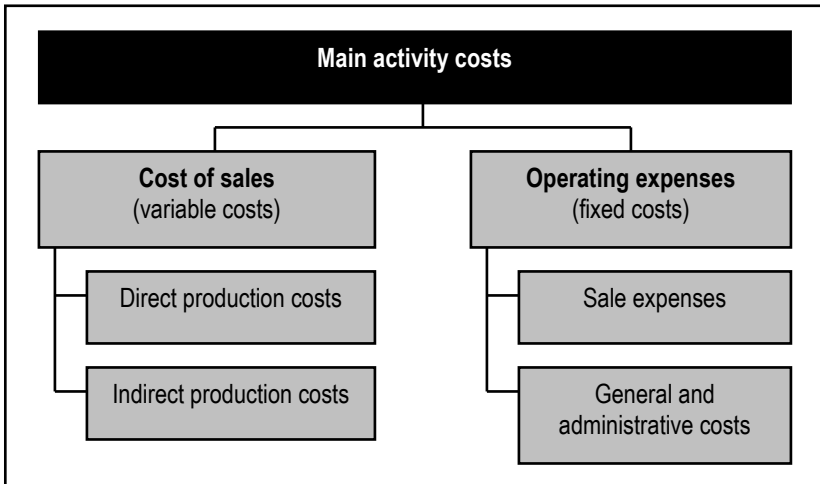 Main activity costs
Cost of sales
(variable costs)
Direct production costs
Indirect production costs
Operating expenses
(fixed costs)
Sale expenses
General and
administrative costs